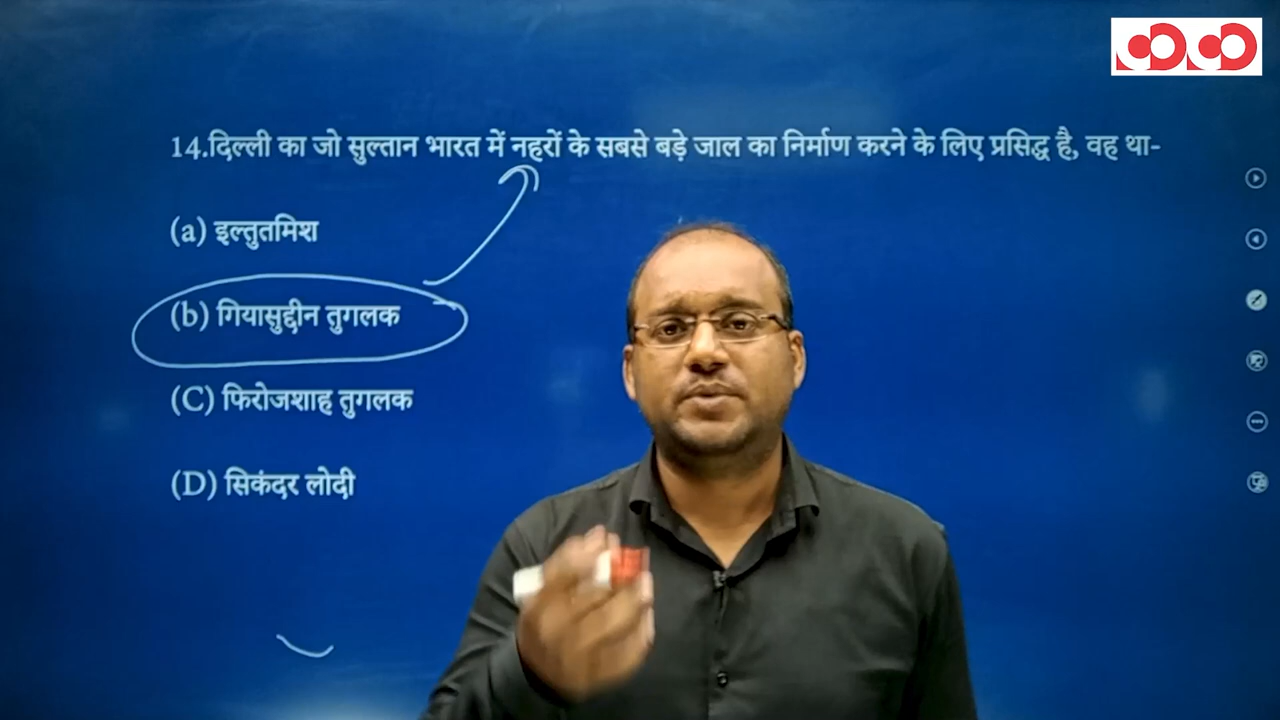 14.दिल्ली का जो सुल्तान भारत में नहरों के सबसे बड़े जाल का निर्माण करने के लिए प्रसिद्ध है, वह था-
(a) इल्तुतमिश
(b) गियासुद्दीन तुगलक
(C) फिरोजशाह तुगलक
(D) सिकंदर लोदी